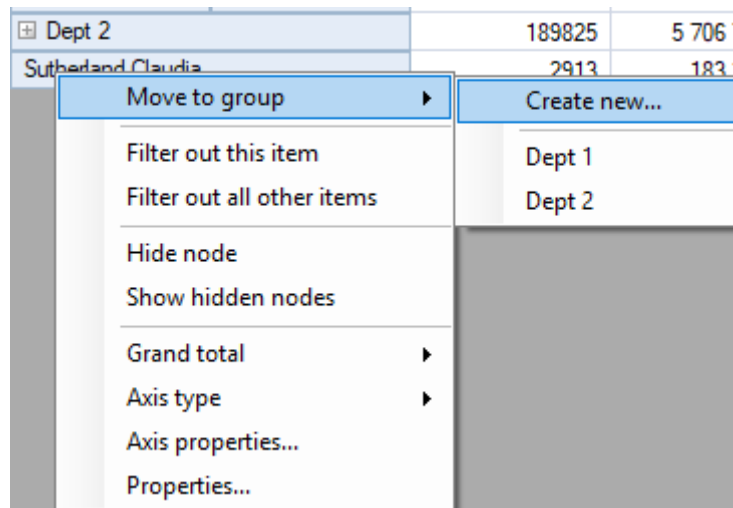 Dept 2 189825 5 706
Sutherland Claudia 2913 183
Move to group Create new...
Filter out this item Dept 1
Filter out all other items Dept 2
Hide node
Show hidden nodes
Grand total
Axis type
Axis properties...
Properties...